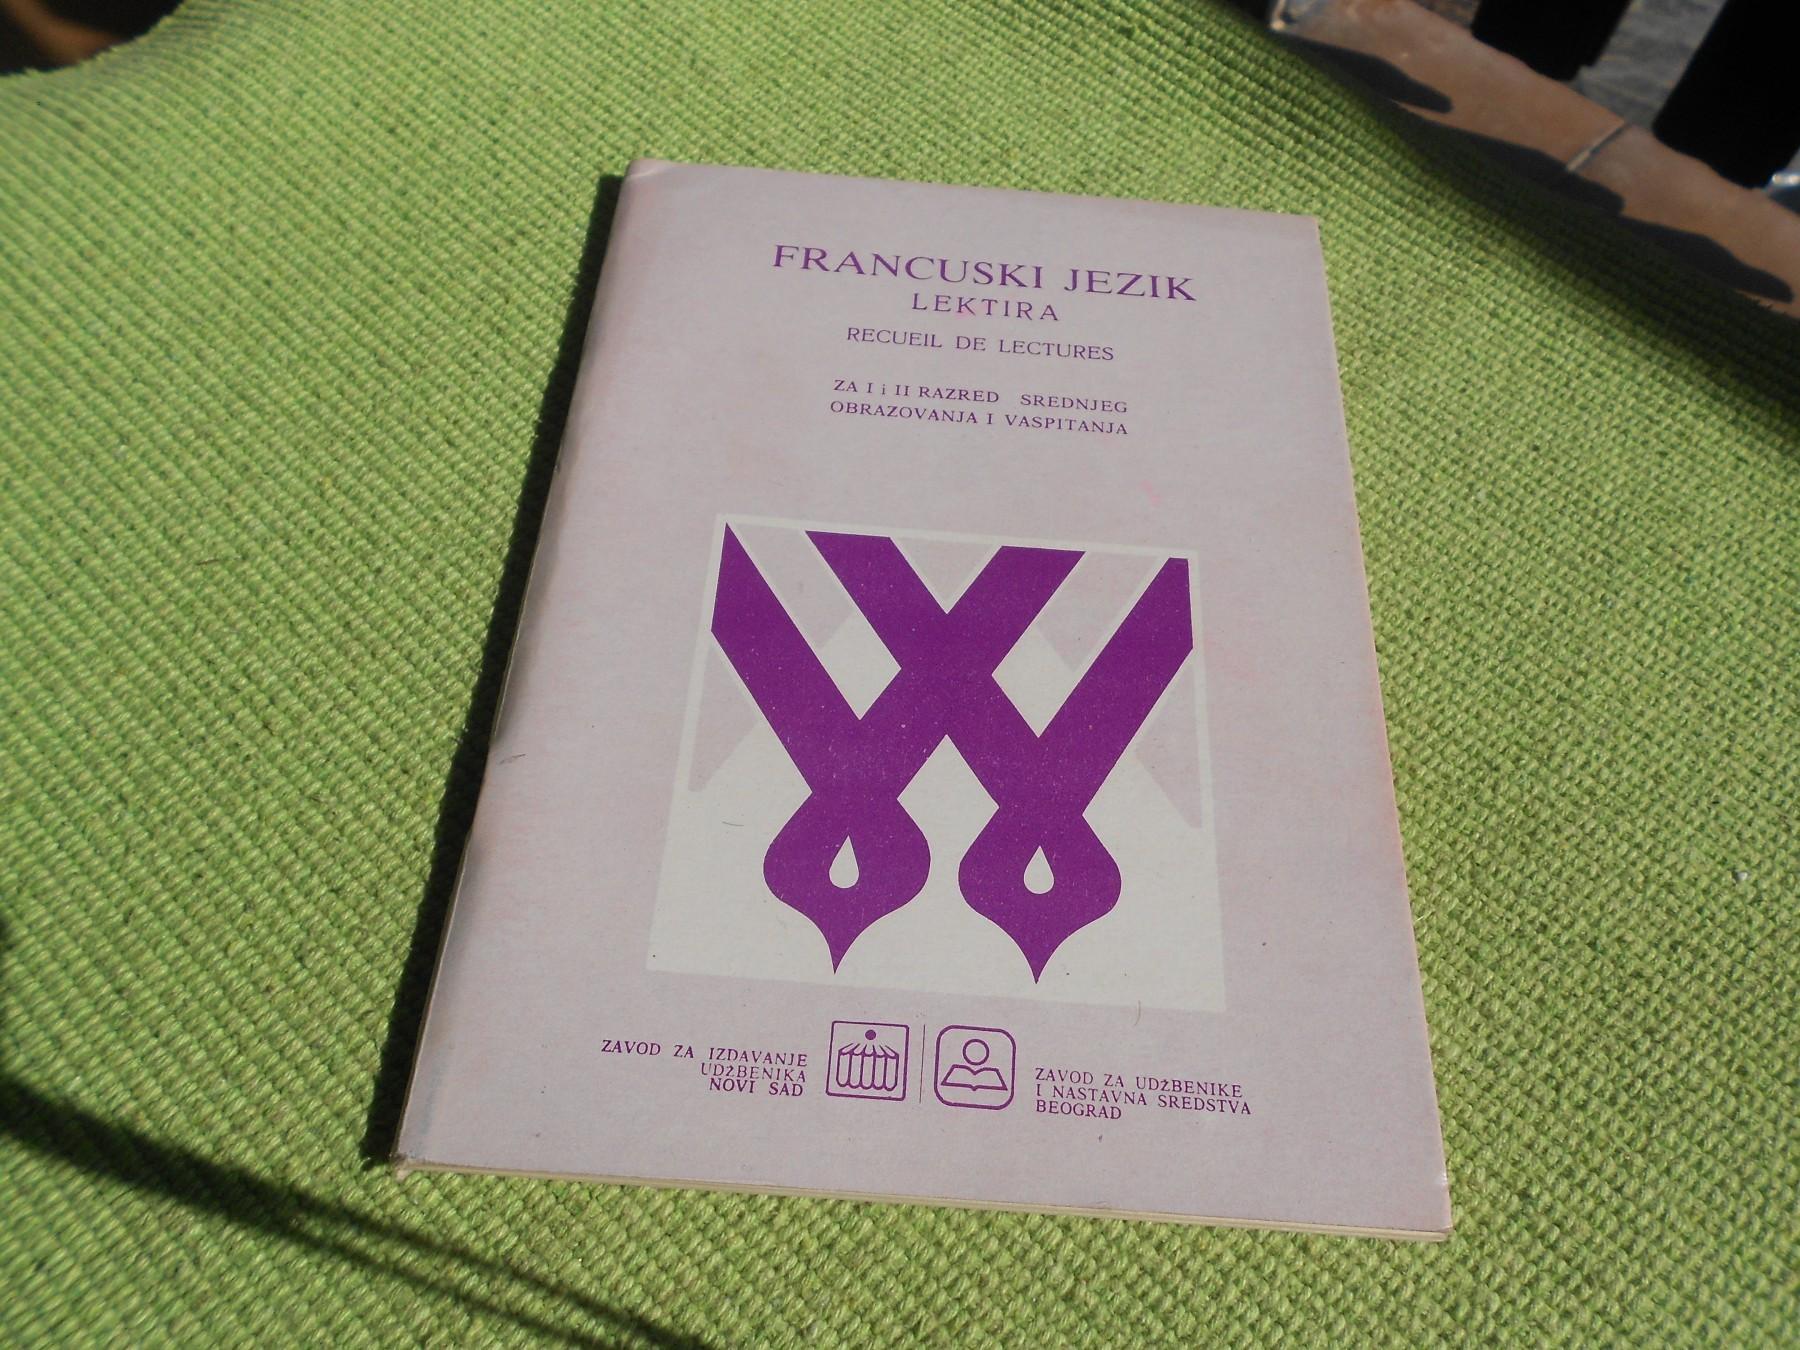 FRANCUSKI JEZIK
LEKTIRA
RECUEIL DE LECTURES
ZA I i II RAZRED SREDNJEG
OBRAZOVANJA I VASPITANJA
ZAVOD ZA IZDAVANJE
UDžBENIKA
NOVI SAD
ZAVOD ZA UDžBENIKE
I NASTAVNA SREDSTVA
BEOGRAD